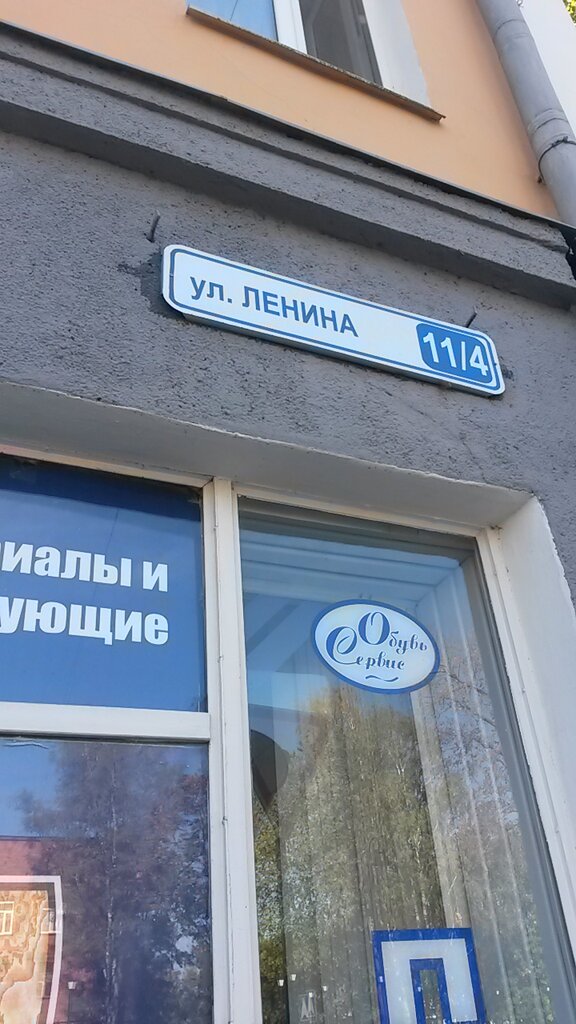 ул. ЛЕНИНА 11/4
иалы и
ующие
Обувь
Сервис